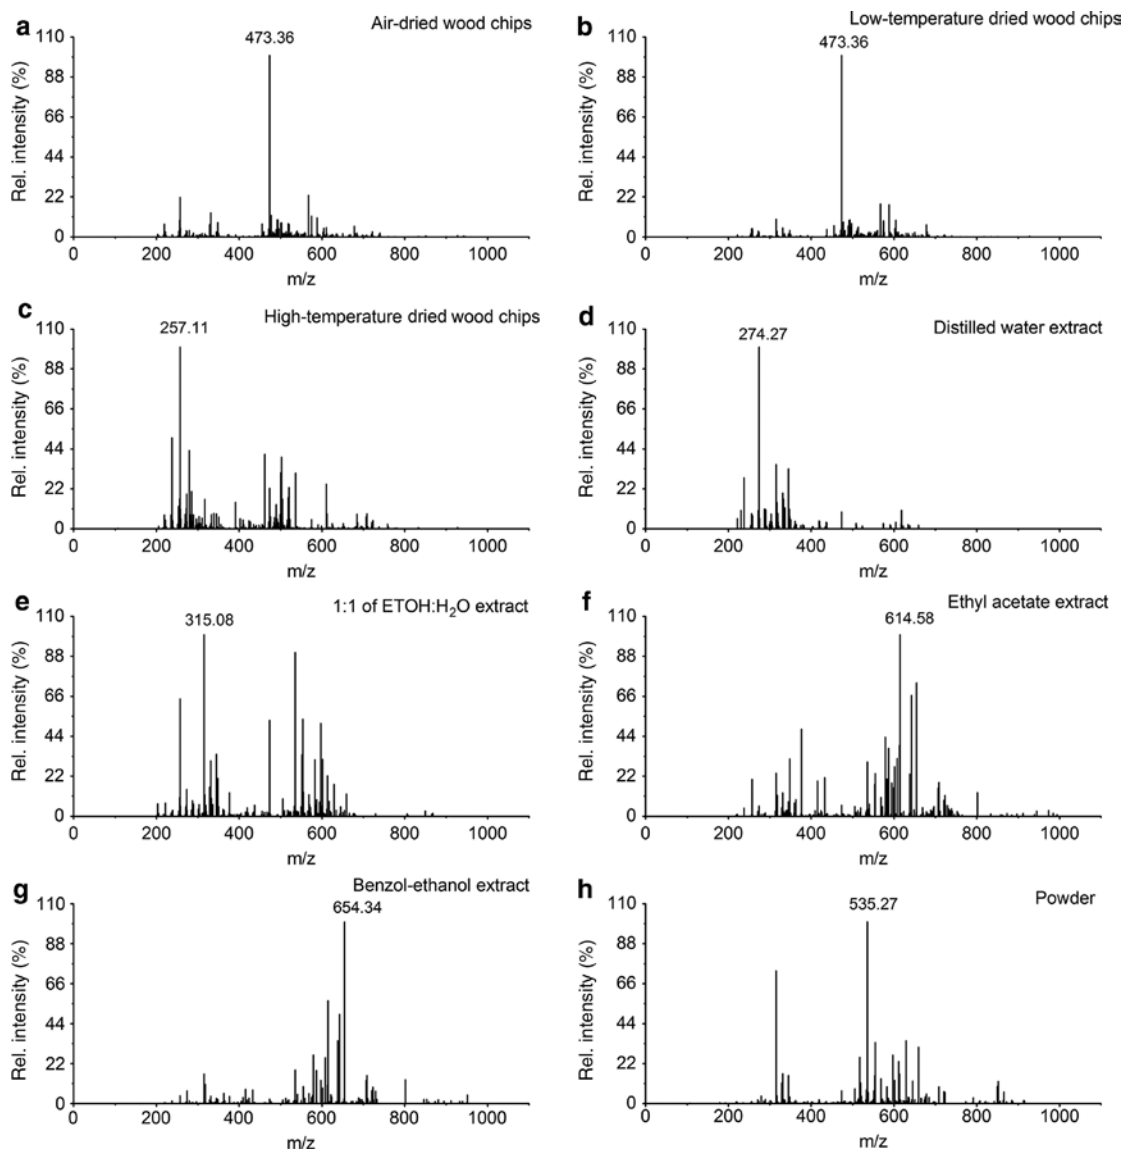 a Air-dried wood chips
473.36
Rel. intensity (%)
110
88
66
44
22
0
0 200 400 600 800 1000
m/z
b Low-temperature dried wood chips
473.36
Rel. intensity (%)
110
88
66
44
22
0
0 200 400 600 800 1000
m/z
c High-temperature dried wood chips
257.11
Rel. intensity (%)
110
88
66
44
22
0
0 200 400 600 800 1000
m/z
d Distilled water extract
274.27
Rel. intensity (%)
110
88
66
44
22
0
0 200 400 600 800 1000
m/z
e 1:1 of ETOH:H₂O extract
315.08
Rel. intensity (%)
110
88
66
44
22
0
0 200 400 600 800 1000
m/z
f Ethyl acetate extract
614.58
Rel. intensity (%)
110
88
66
44
22
0
0 200 400 600 800 1000
m/z
g Benzol-ethanol extract
654.34
Rel. intensity (%)
110
88
66
44
22
0
0 200 400 600 800 1000
m/z
h Powder
535.27
Rel. intensity (%)
110
88
66
44
22
0
0 200 400 600 800 1000
m/z